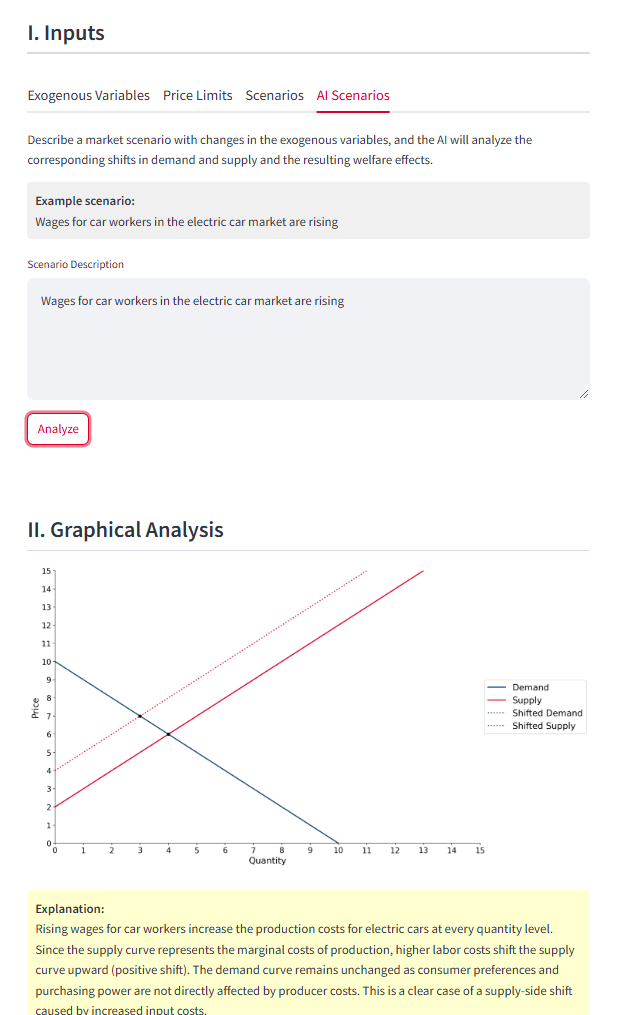 I. Inputs
Exogenous Variables Price Limits Scenarios AI Scenarios
Describe a market scenario with changes in the exogenous variables, and the AI will analyze the
corresponding shifts in demand and supply and the resulting welfare effects.
Example scenario:
Wages for car workers in the electric car market are rising
Scenario Description
Wages for car workers in the electric car market are rising
Analyze
II. Graphical Analysis
15
14
13
12
11
10
9
8
7
6
5
4
3
2
1
0
Price
0 1 2 3 4 5 6 7 8 9 10 11 12 13 14 15
Quantity
Demand
Supply
Shifted Demand
Shifted Supply
Explanation:
Rising wages for car workers increase the production costs for electric cars at every quantity level.
Since the supply curve represents the marginal costs of production, higher labor costs shift the supply
curve upward (positive shift). The demand curve remains unchanged as consumer preferences and
purchasing power are not directly affected by producer costs. This is a clear case of a supply-side shift
caused by increased input costs.